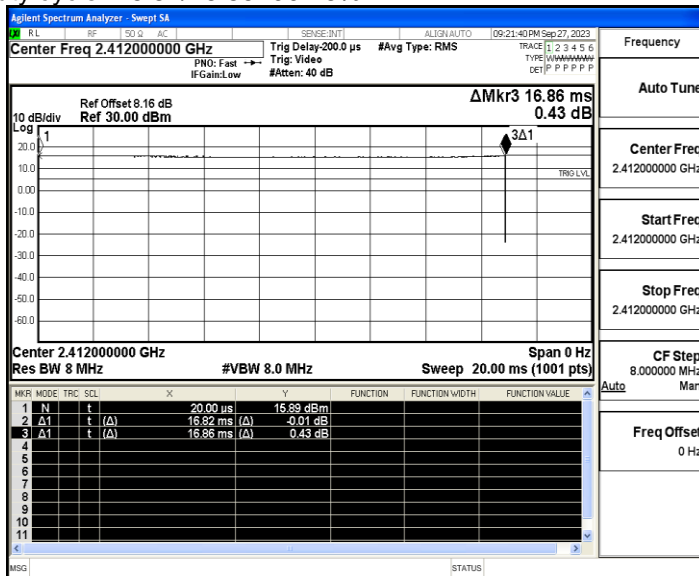 Agilent Spectrum Analyzer - Swept SA
LXI RL RF 50 Ω AC SENSE:INT ALIGNAUTO 09:21:40 PM Sep 27, 2023
Center Freq 2.412000000 GHz
PNO: Fast
IFGain:Low
Trig Delay-200.0 µs
Trig: Video
#Atten: 40 dB
#Avg Type: RMS
TRACE 1 2 3 4 5 6
TYPE WWWWWW
DET P P P P P P
Frequency
Auto Tune
Center Freq
2.412000000 GHz
Start Freq
2.412000000 GHz
Stop Freq
2.412000000 GHz
CF Step
8.000000 MHz
Auto Man
Freq Offset
0 Hz
10 dB/div
Log
Ref Offset 8.16 dB
Ref 30.00 dBm
ΔMkr3 16.86 ms
0.43 dB
1
3Δ1
TRIG LVL
20.0
10.0
0.00
-10.0
-20.0
-30.0
-40.0
-50.0
-60.0
Center 2.412000000 GHz
Span 0 Hz
Res BW 8 MHz
#VBW 8.0 MHz
Sweep 20.00 ms (1001 pts)
MKR MODE TRC SCL X Y FUNCTION FUNCTION WIDTH FUNCTION VALUE
1 N t 20.00 µs 15.89 dBm
2 Δ1 t (Δ) 16.82 ms (Δ) -0.01 dB
3 Δ1 t (Δ) 16.86 ms (Δ) 0.43 dB
4
5
6
7
8
9
10
11
MSG
STATUS